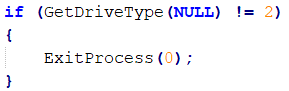 if (GetDriveType(NULL) != 2)
{
    ExitProcess(0);
}